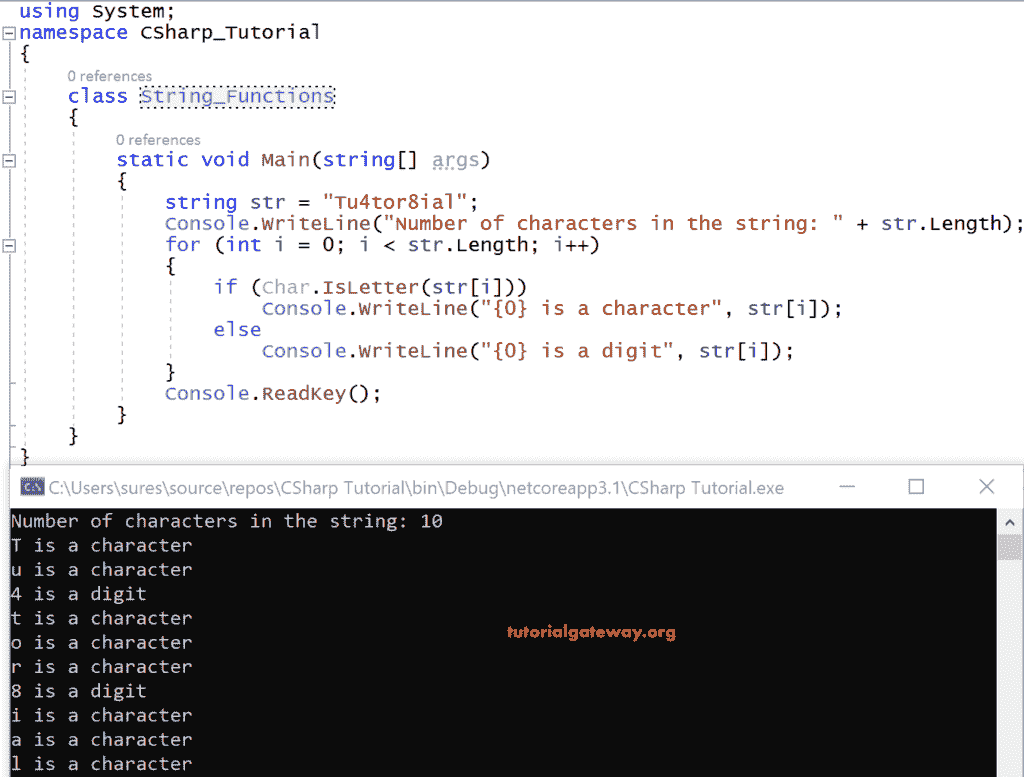 using System;
namespace CSharp_Tutorial
{
0 references
class String_Functions
{
0 references
static void Main(string[] args)
{
string str = "Tu4tor8ial";
Console.WriteLine("Number of characters in the string: " + str.Length);
for (int i = 0; i < str.Length; i++)
{
if (Char.IsLetter(str[i]))
Console.WriteLine("{0} is a character", str[i]);
else
Console.WriteLine("{0} is a digit", str[i]);
}
Console.ReadKey();
}
}
}
C:\Users\sures\source\repos\CSharp Tutorial\bin\Debug\netcoreapp3.1\CSharp Tutorial.exe
Number of characters in the string: 10
T is a character
u is a character
4 is a digit
t is a character
tutorialgateway.org
o is a character
r is a character
8 is a digit
i is a character
a is a character
l is a character